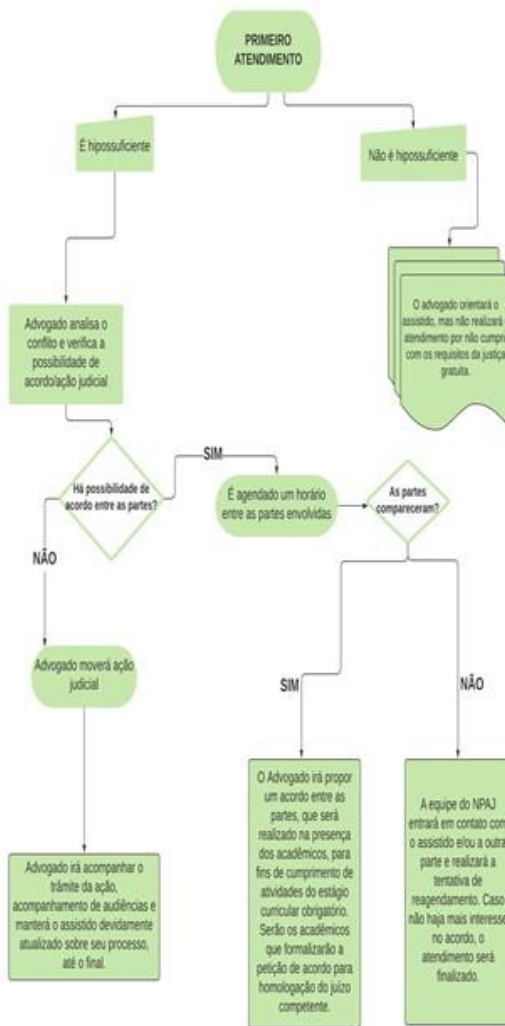 PRIMEIRO
ATENDIMENTO
É hipossuficiente
Não é hipossuficiente
O advogado orientará o
assistido, mas não realizará
atendimento por não cumpri
com os requisitos da justiça
gratuita.
Advogado analisa o
conflito e verifica a
possibilidade de
acordo/ação judicial
Há possibilidade de
acordo entre as partes?
SIM
É agendado um horário
entre as partes envolvidas
As partes
compareceram?
NÃO
Advogado moverá ação
judicial
SIM
NÃO
Advogado irá acompanhar o
trâmite da ação,
acompanhamento de audiências e
manterá o assistido devidamente
atualizado sobre seu processo,
até o final.
O Advogado irá propor
um acordo entre as
partes, que será
realizado na presença
dos acadêmicos, para
fins de cumprimento de
atividades do estágio
curricular obrigatório.
Serão os acadêmicos
que formalizarão a
petição de acordo para
homologação do juízo
competente.
A equipe do NPAJ
entrará em contato com
o assistido e/ou a outra
parte e realizará a
tentativa de
reagendamento. Caso
não haja mais interesse
no acordo, o
atendimento será
finalizado.